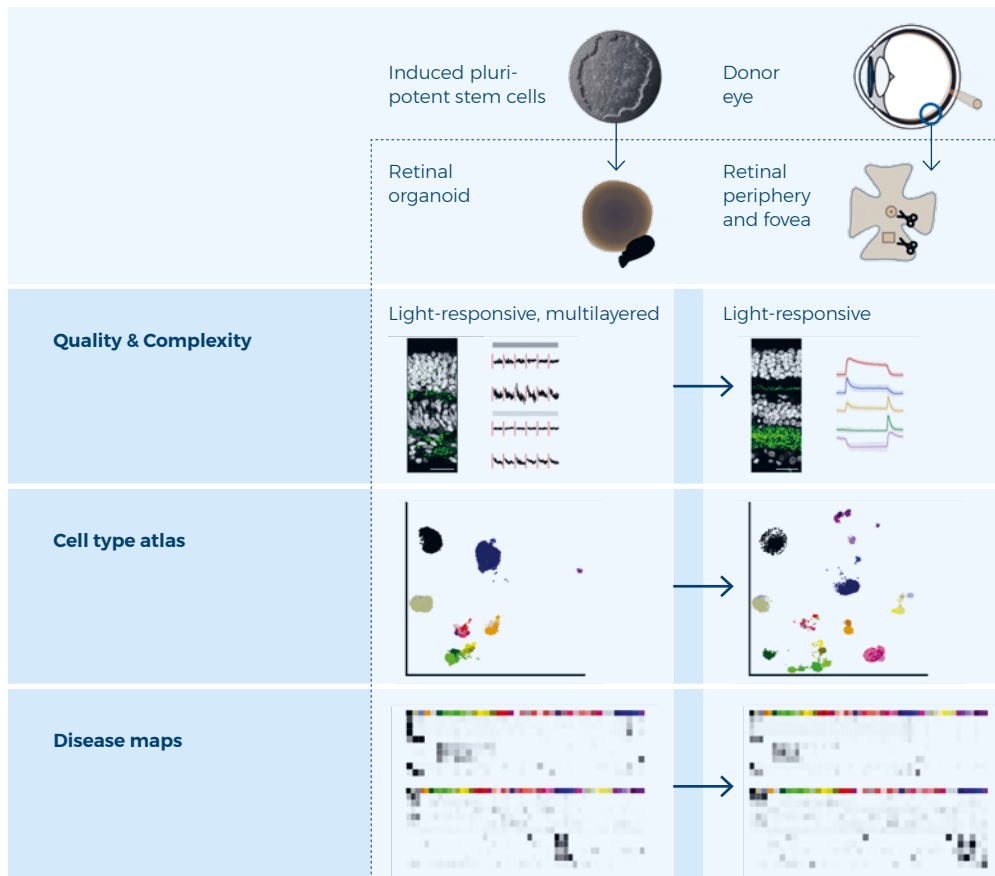 Induced pluri-
potent stem cells
Donor
eye
Retinal
organoid
Retinal
periphery
and fovea
Quality & Complexity
Light-responsive, multilayered
Light-responsive
Cell type atlas
Disease maps